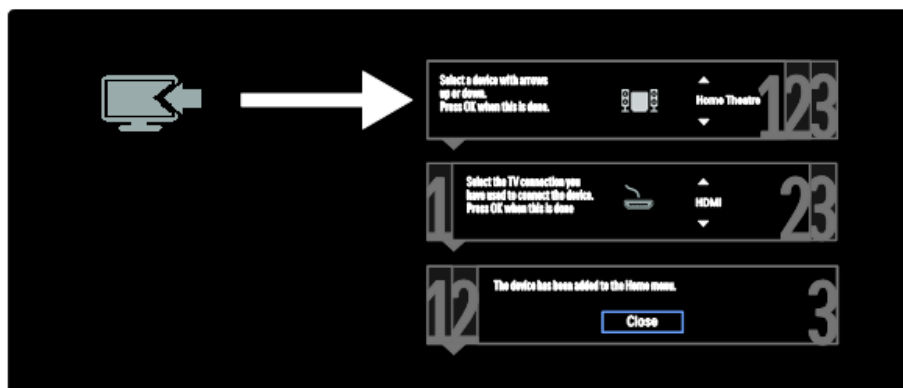 Select a device with arrows
up or down.
Press OK when this is done.
Home Theatre
123
1
Select the TV connection you
have used to connect the device.
Press OK when this is done
HDMI
23
12
The device has been added to the Home menu.
Close
3